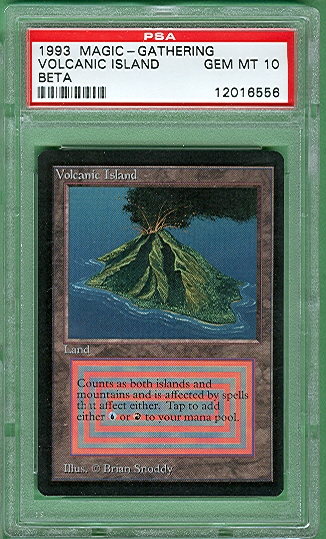 PSA
1993 MAGIC-GATHERING
VOLCANIC ISLAND GEM MT 10
BETA 12016556
Volcanic Island
Land
Counts as both islands and
mountains and is affected by spells
that affect either. Tap to add
either or to your mana pool.
Illus. © Brian Snoddy